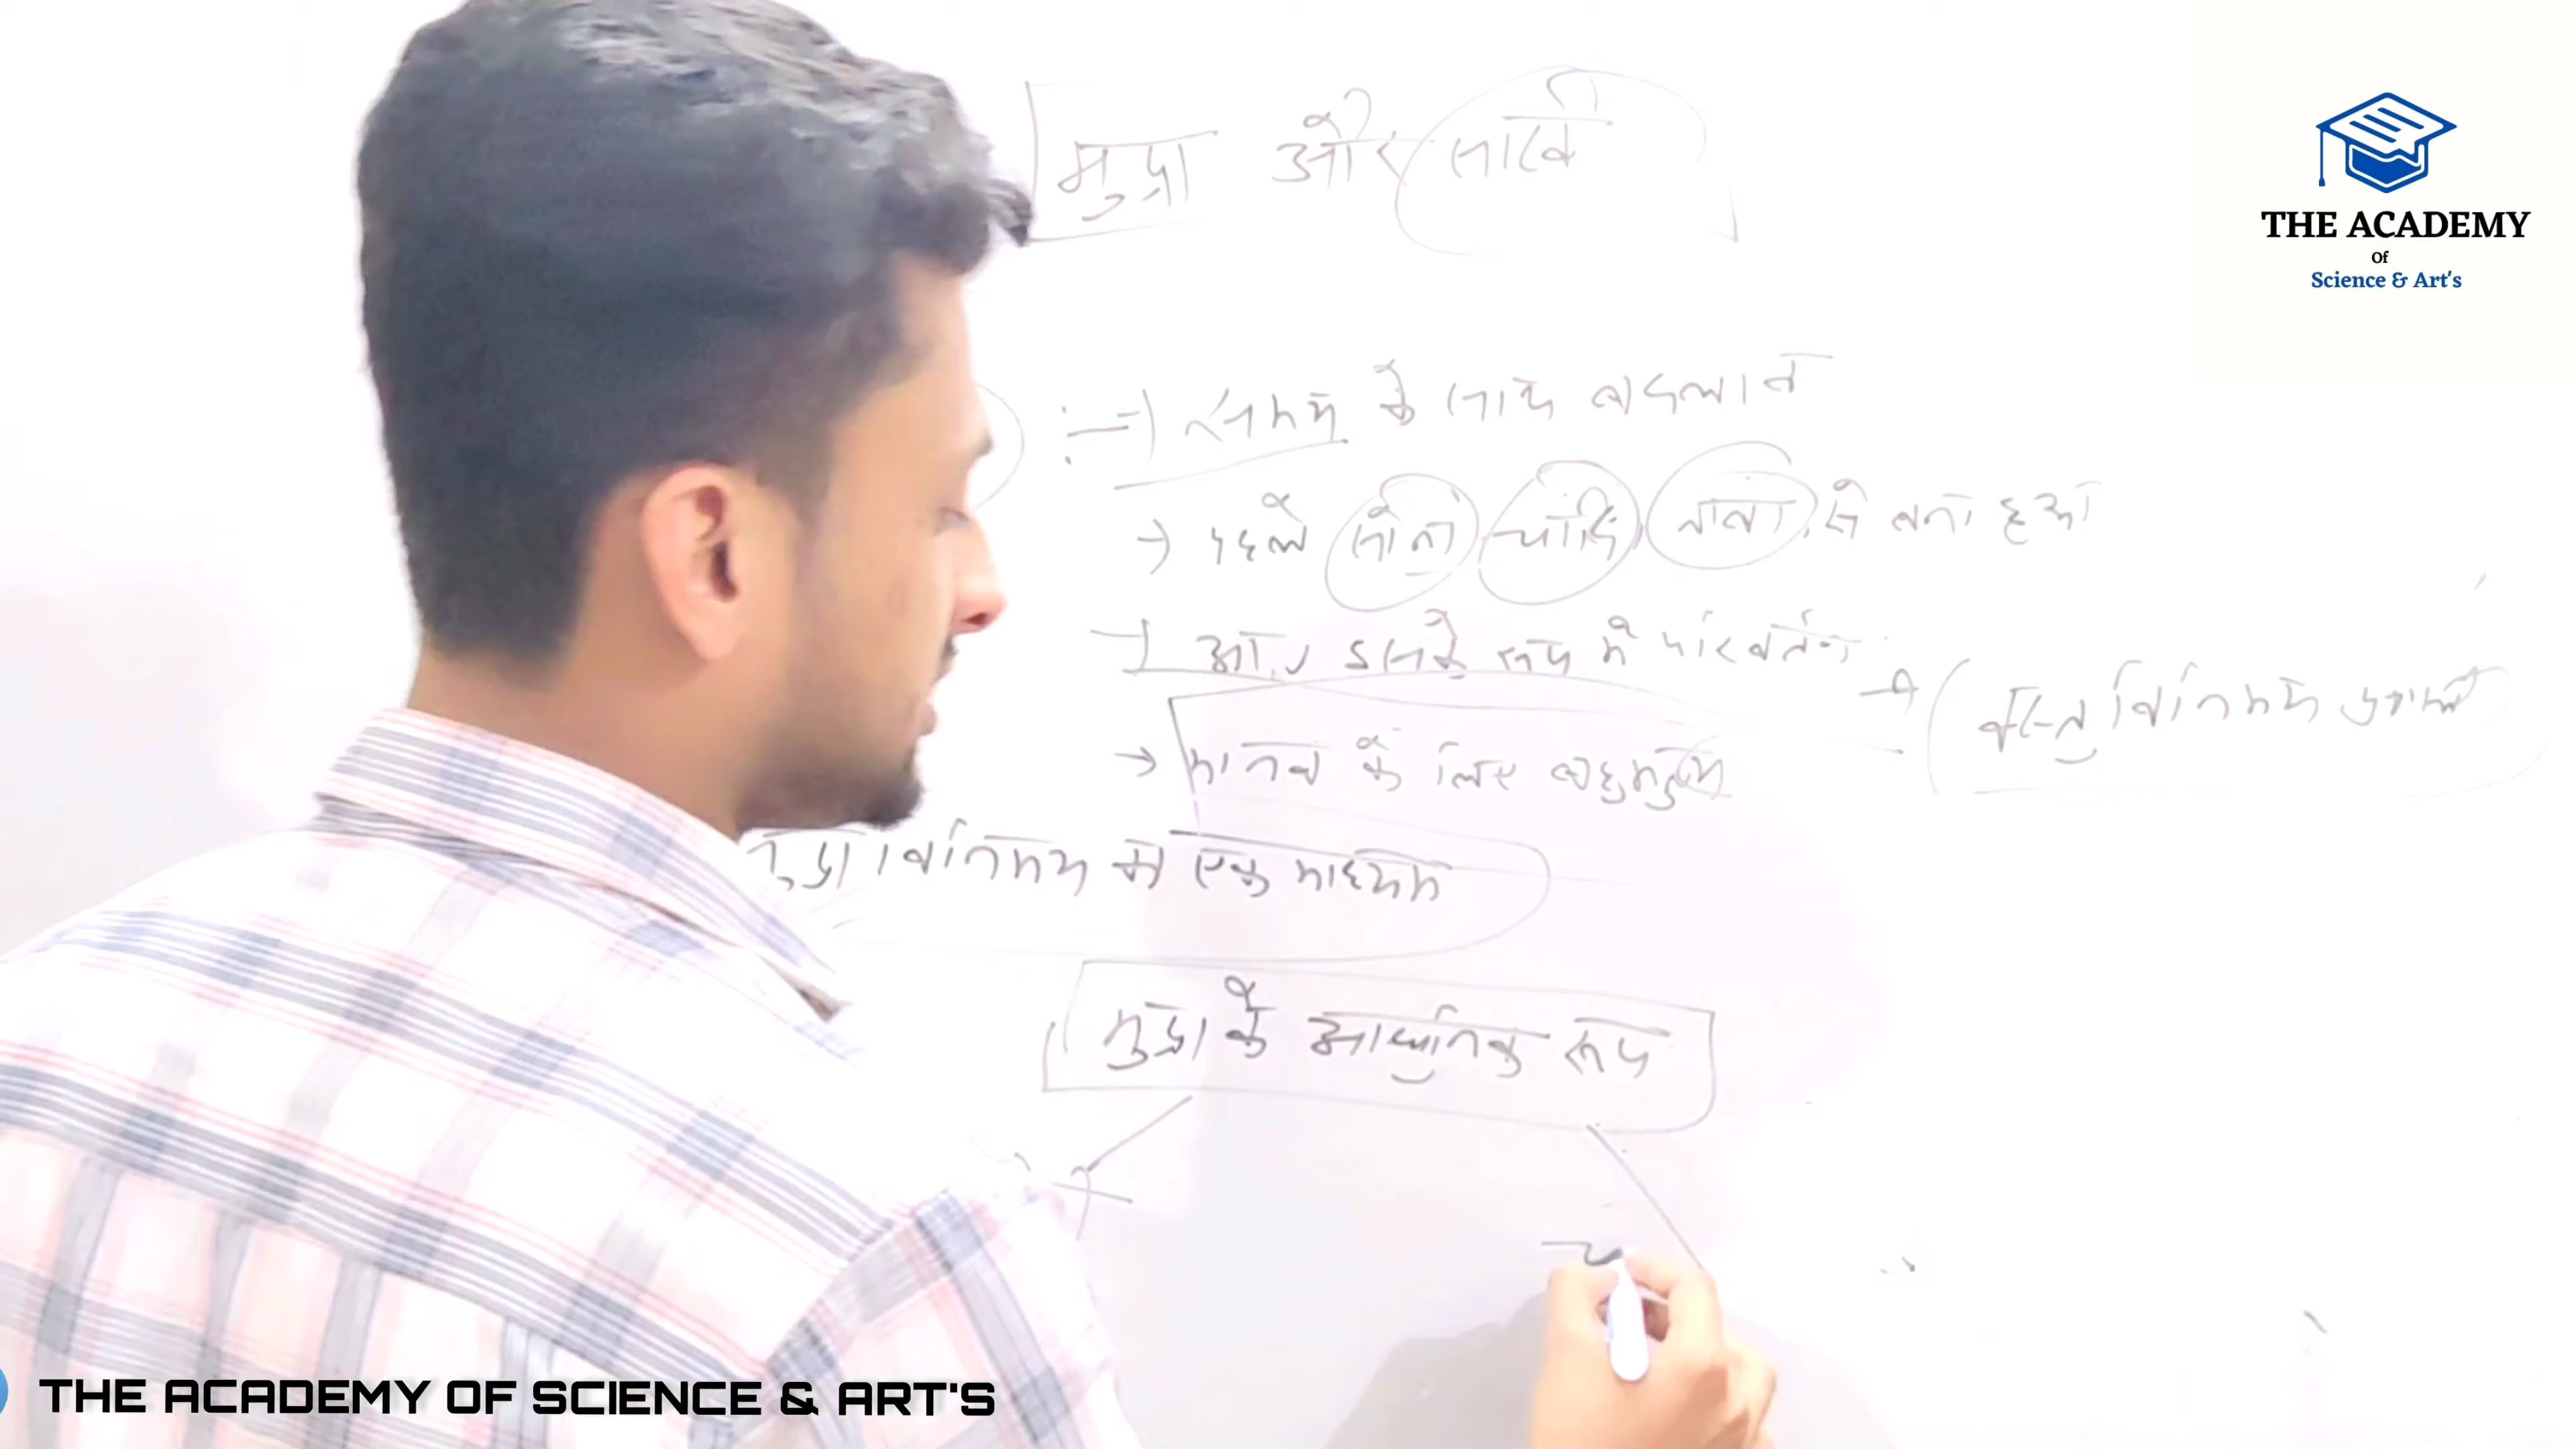 मुद्रा और साख
THE ACADEMY
Of
Science & Art's
:→ समय के साथ बदलाव
→ पहले सोना चांदि, तांबा, से बना हुआ
→ आज इसके रूप में परिवर्तन
→ मानव के लिए बहुमुल्य
→ वस्तु विनिमय प्रणाली
मुद्रा विनिमय का एक माध्यम
मुद्रा के आधुनिक रूप
THE ACADEMY OF SCIENCE & ART'S